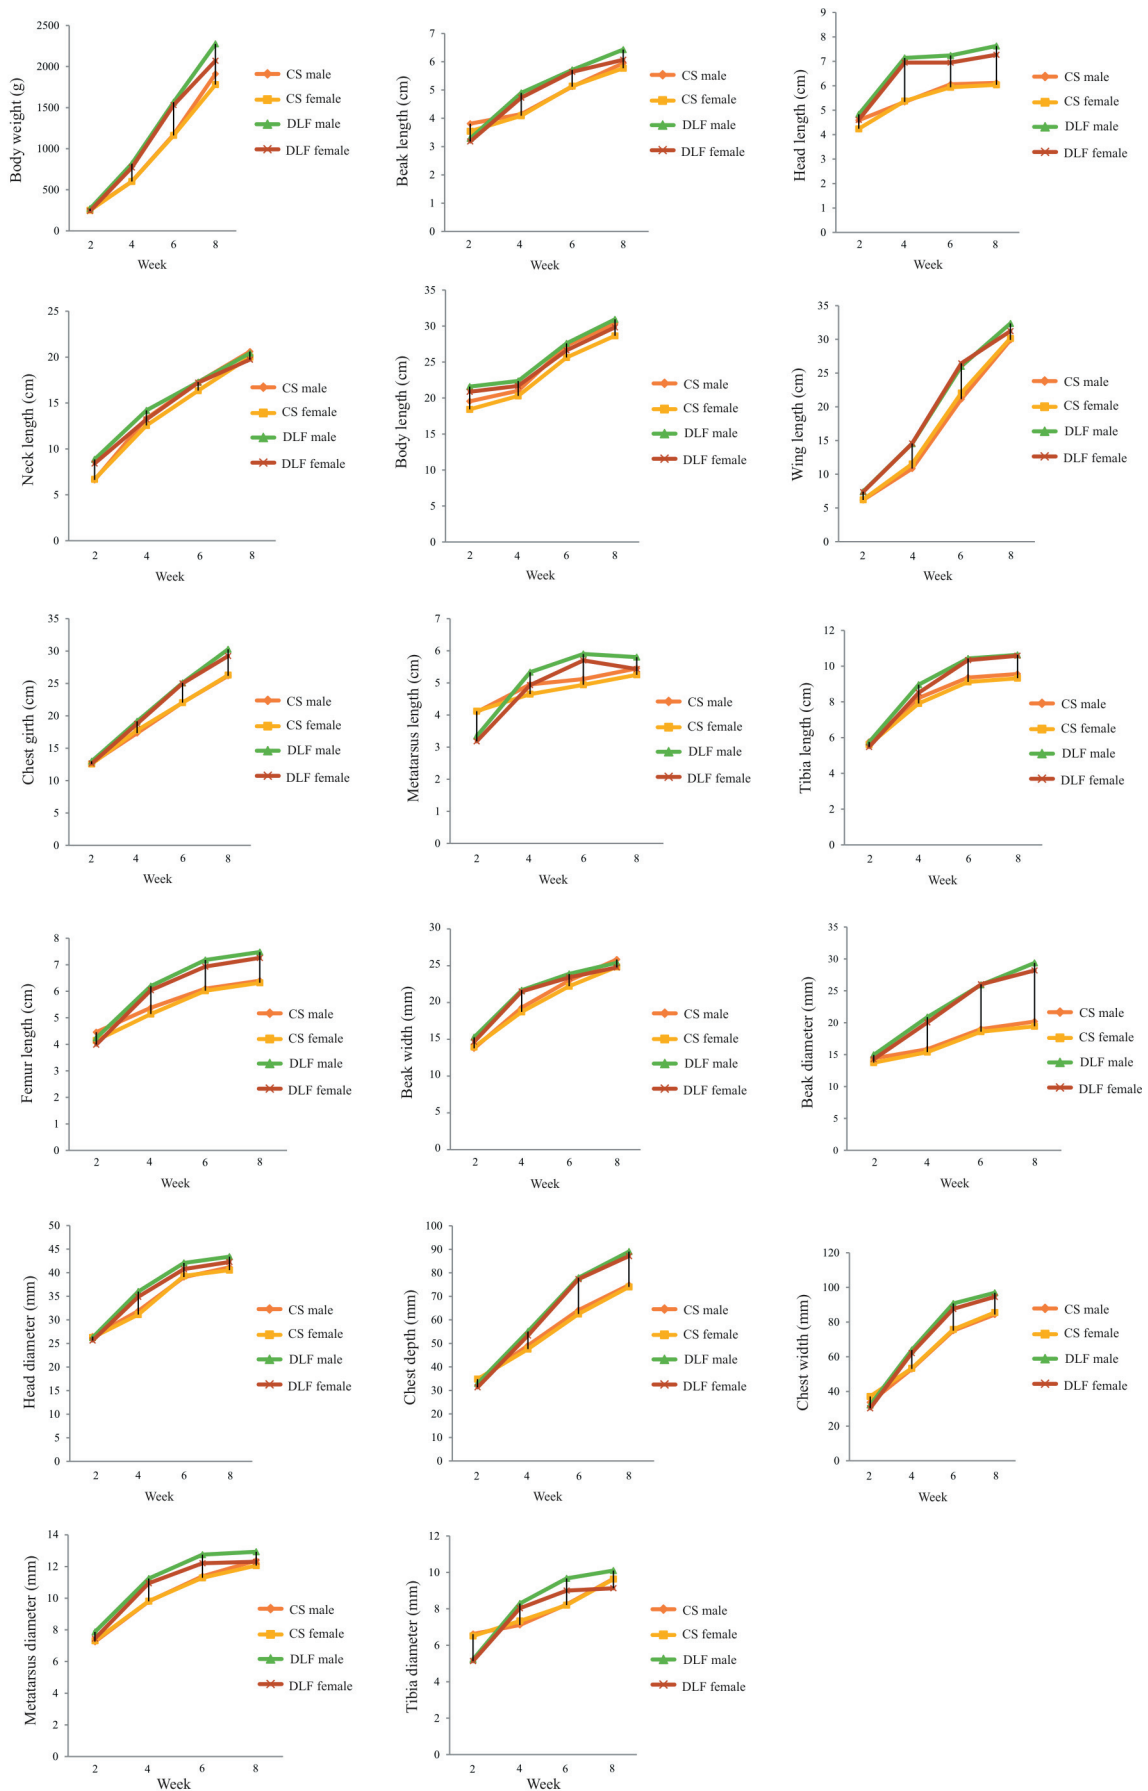 Body weight (g)
2500
2000
1500
1000
500
0
2 4 6 8
Week
CS male
CS female
DLF male
DLF female
Beak length (cm)
7
6
5
4
3
2
1
0
2 4 6 8
Week
CS male
CS female
DLF male
DLF female
Head length (cm)
9
8
7
6
5
4
3
2
1
0
2 4 6 8
Week
CS male
CS female
DLF male
DLF female
Neck length (cm)
25
20
15
10
5
0
2 4 6 8
Week
CS male
CS female
DLF male
DLF female
Body length (cm)
35
30
25
20
15
10
5
0
2 4 6 8
Week
CS male
CS female
DLF male
DLF female
Wing length (cm)
35
30
25
20
15
10
5
0
2 4 6 8
Week
CS male
CS female
DLF male
DLF female
Chest girth (cm)
35
30
25
20
15
10
5
0
2 4 6 8
Week
CS male
CS female
DLF male
DLF female
Metatarsus length (cm)
7
6
5
4
3
2
1
0
2 4 6 8
Week
CS male
CS female
DLF male
DLF female
Tibia length (cm)
12
10
8
6
4
2
0
2 4 6 8
Week
CS male
CS female
DLF male
DLF female
Femur length (cm)
8
7
6
5
4
3
2
1
0
2 4 6 8
Week
CS male
CS female
DLF male
DLF female
Beak width (mm)
30
25
20
15
10
5
0
2 4 6 8
Week
CS male
CS female
DLF male
DLF female
Beak diameter (mm)
35
30
25
20
15
10
5
0
2 4 6 8
Week
CS male
CS female
DLF male
DLF female
Head diameter (mm)
50
45
40
35
30
25
20
15
10
5
0
2 4 6 8
Week
CS male
CS female
DLF male
DLF female
Chest depth (mm)
100
90
80
70
60
50
40
30
20
10
0
2 4 6 8
Week
CS male
CS female
DLF male
DLF female
Chest width (mm)
120
100
80
60
40
20
0
2 4 6 8
Week
CS male
CS female
DLF male
DLF female
Metatarsus diameter (mm)
14
12
10
8
6
4
2
0
2 4 6 8
Week
CS male
CS female
DLF male
DLF female
Tibia diameter (mm)
12
10
8
6
4
2
0
2 4 6 8
Week
CS male
CS female
DLF male
DLF female